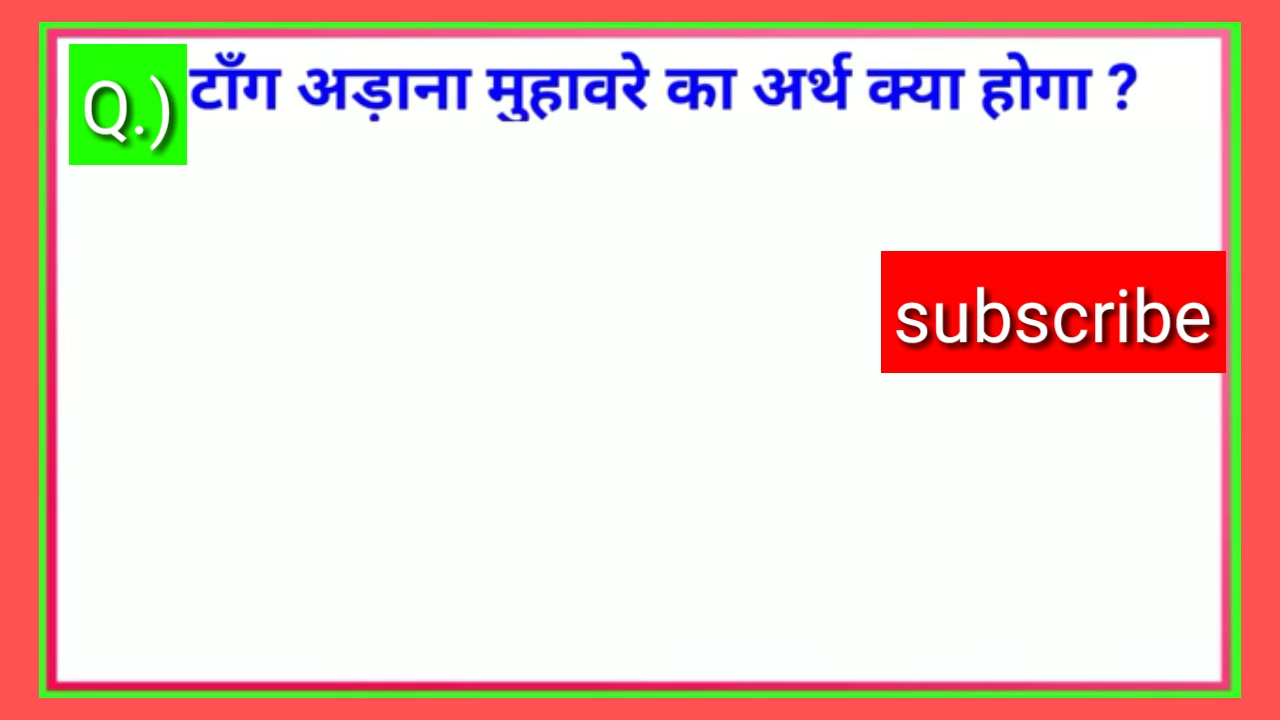 Q.) टाँग अड़ाना मुहावरे का अर्थ क्या होगा ?
subscribe